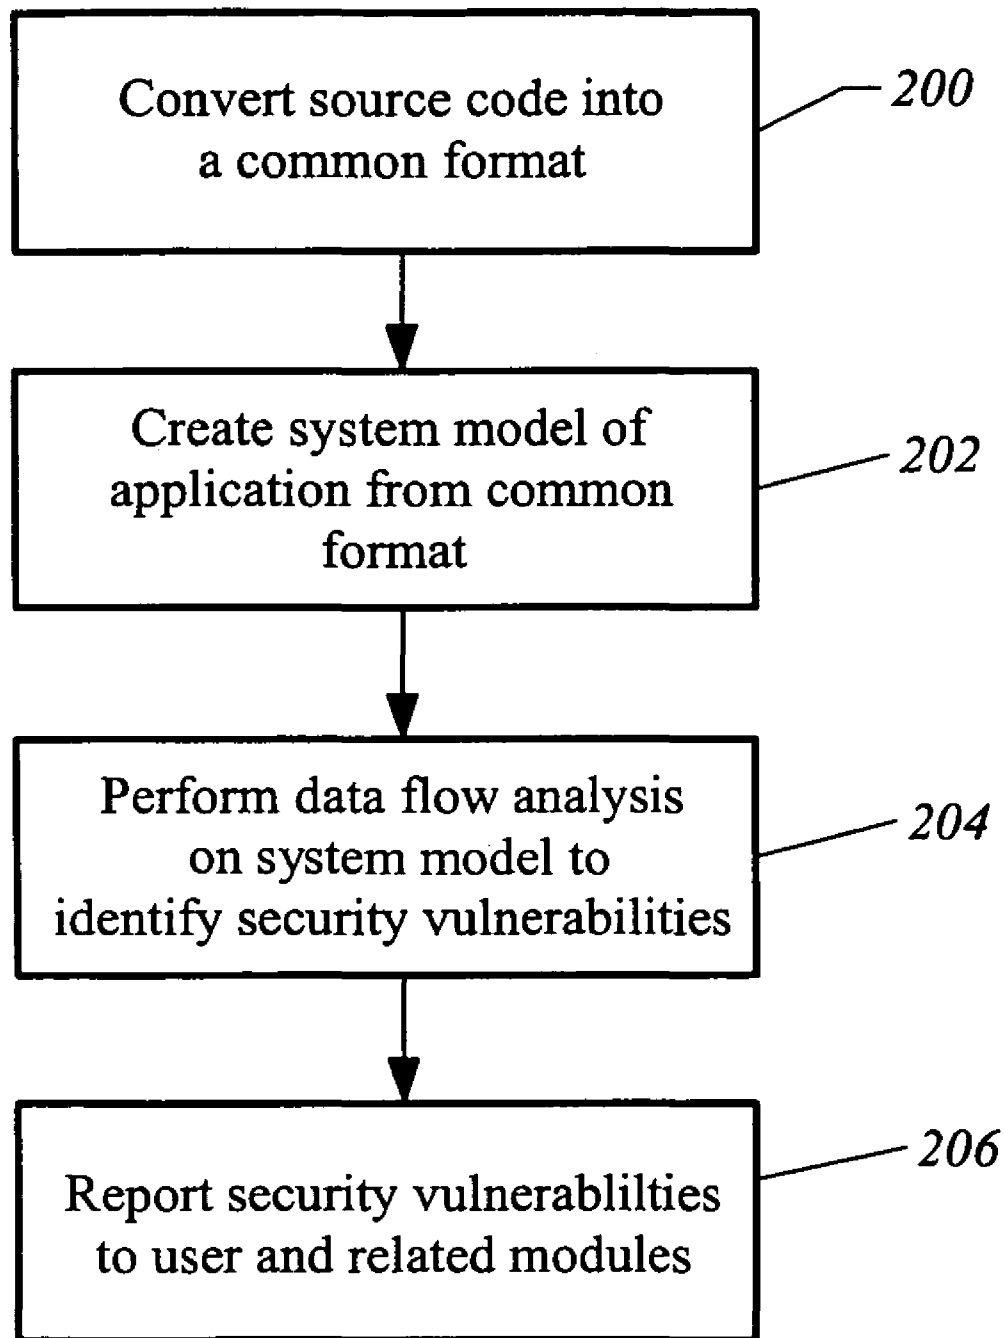 Convert source code into
a common format
200
Create system model of
application from common
format
202
Perform data flow analysis
on system model to
identify security vulnerabilities
204
Report security vulnerablilties
to user and related modules
206